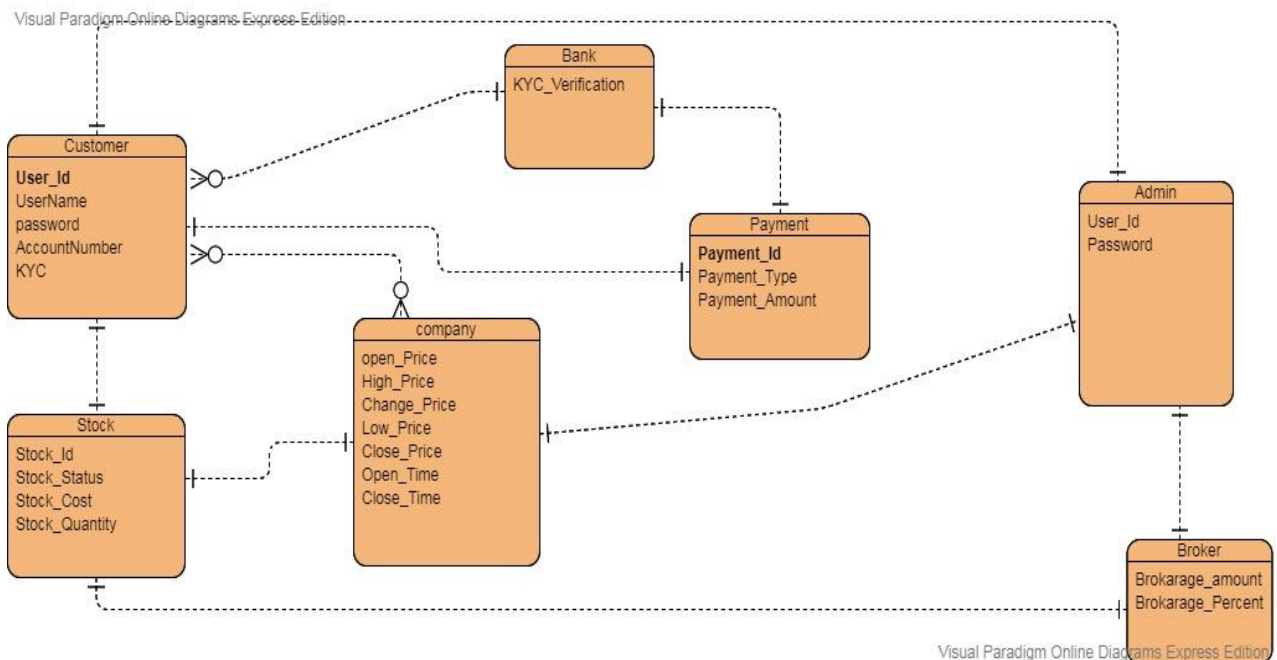 Visual Paradigm Online Diagrams Express Edition
Bank
KYC_Verification
Customer
User_Id
UserName
password
AccountNumber
KYC
Payment
Payment_Id
Payment_Type
Payment_Amount
Admin
User_Id
Password
company
open_Price
High_Price
Change_Price
Low_Price
Close_Price
Open_Time
Close_Time
Stock
Stock_Id
Stock_Status
Stock_Cost
Stock_Quantity
Broker
Brokarage_amount
Brokarage_Percent
Visual Paradigm Online Diagrams Express Edition